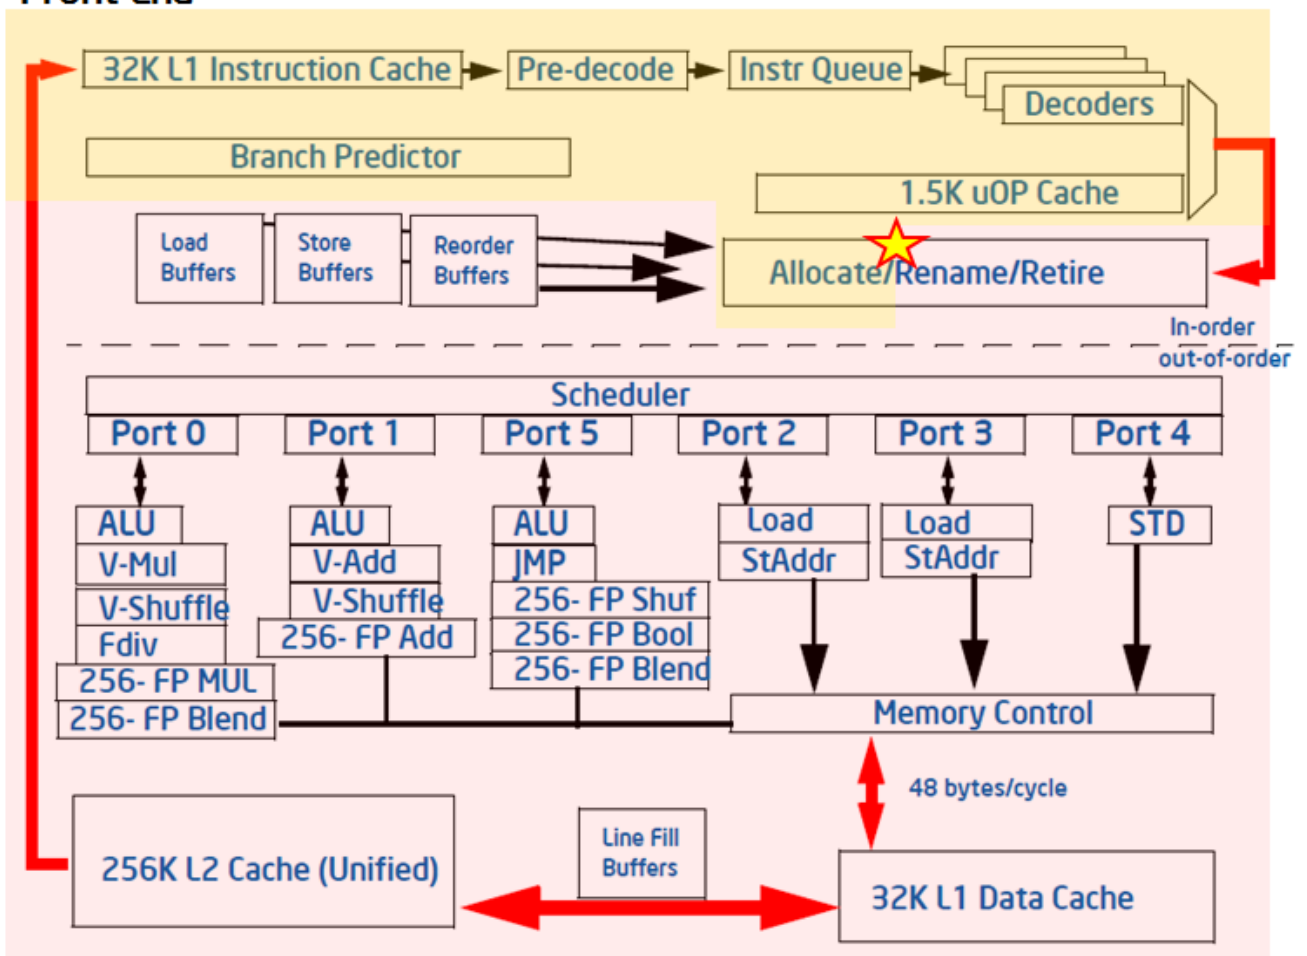 32K L1 Instruction Cache
Pre-decode
Instr Queue
Decoders
Branch Predictor
1.5K uOP Cache
Load
Buffers
Store
Buffers
Reorder
Buffers
Allocate/Rename/Retire
In-order
out-of-order
Scheduler
Port 0
Port 1
Port 5
Port 2
Port 3
Port 4
ALU
V-Mul
V-Shuffle
Fdiv
256- FP MUL
256- FP Blend
ALU
V-Add
V-Shuffle
256- FP Add
ALU
JMP
256- FP Shuf
256- FP Bool
256- FP Blend
Load
StAddr
Load
StAddr
STD
Memory Control
48 bytes/cycle
256K L2 Cache (Unified)
Line Fill
Buffers
32K L1 Data Cache